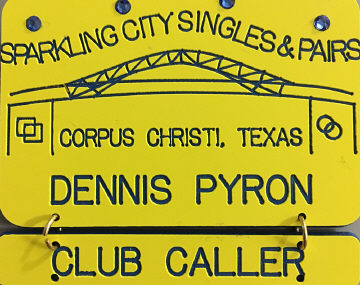 SPARKLING CITY SINGLES & PAIRS
CORPUS CHRISTI, TEXAS
DENNIS PYRON
CLUB CALLER